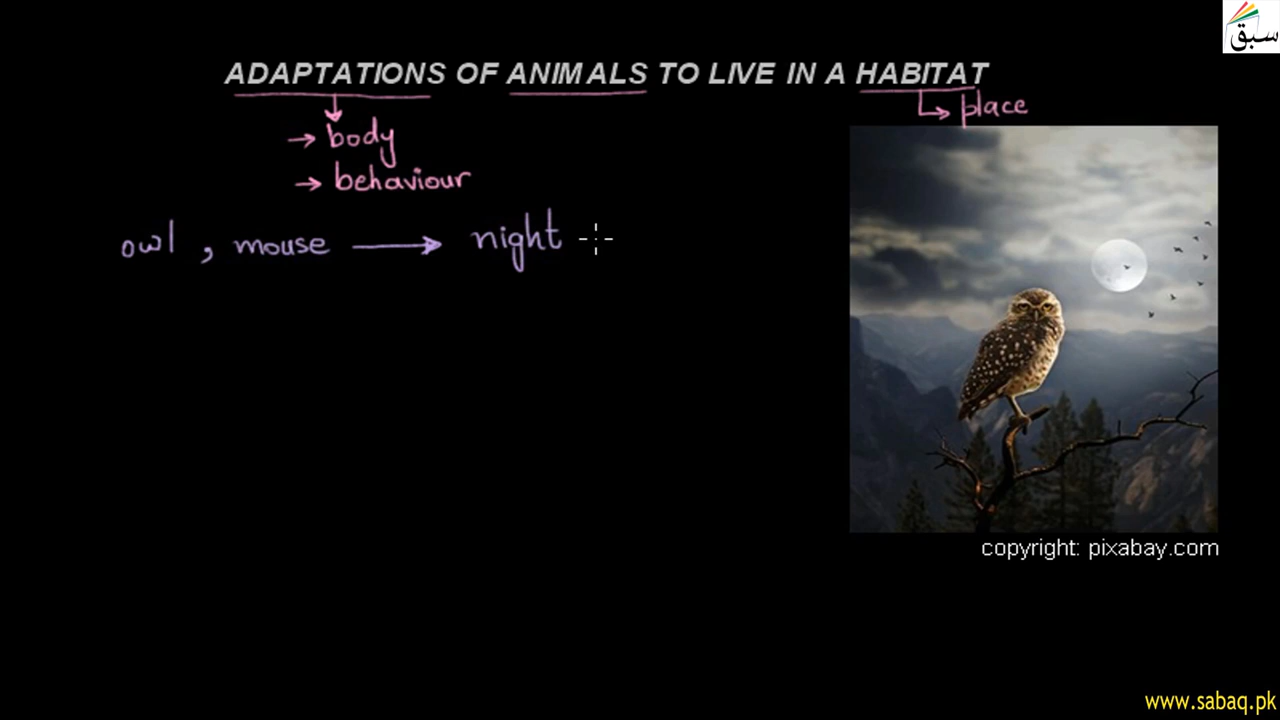 سبق
ADAPTATIONS OF ANIMALS TO LIVE IN A HABITAT
place
body
behaviour
owl , mouse → night
copyright: pixabay.com
www.sabaq.pk